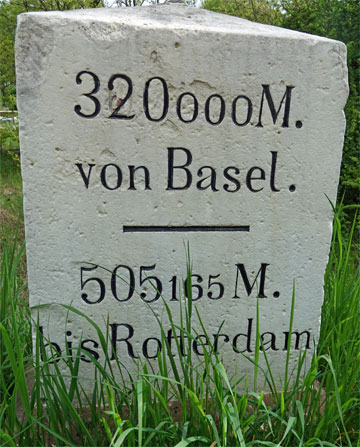 320000M.
von Basel.
505165 M.
bis Rotterdam